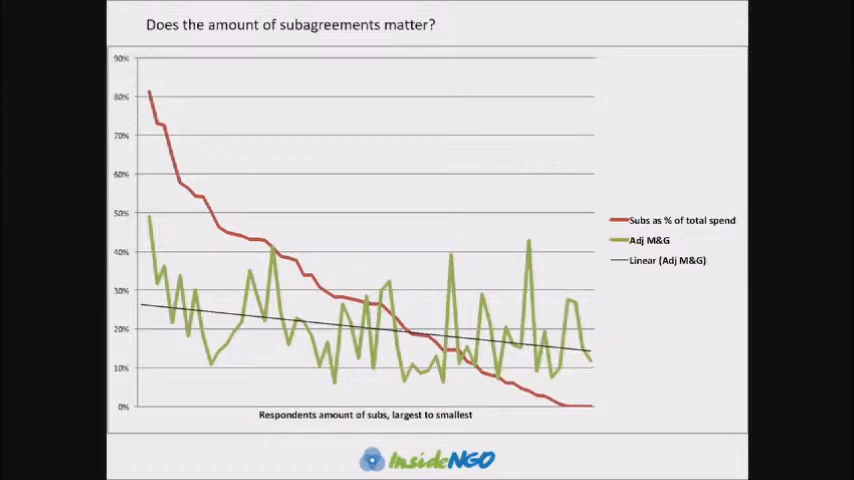 Does the amount of subagreements matter?
90%
80%
70%
60%
50%
40%
30%
20%
10%
0%
Subs as % of total spend
Adj M&G
Linear (Adj M&G)
Respondents amount of subs, largest to smallest
InsideNGO